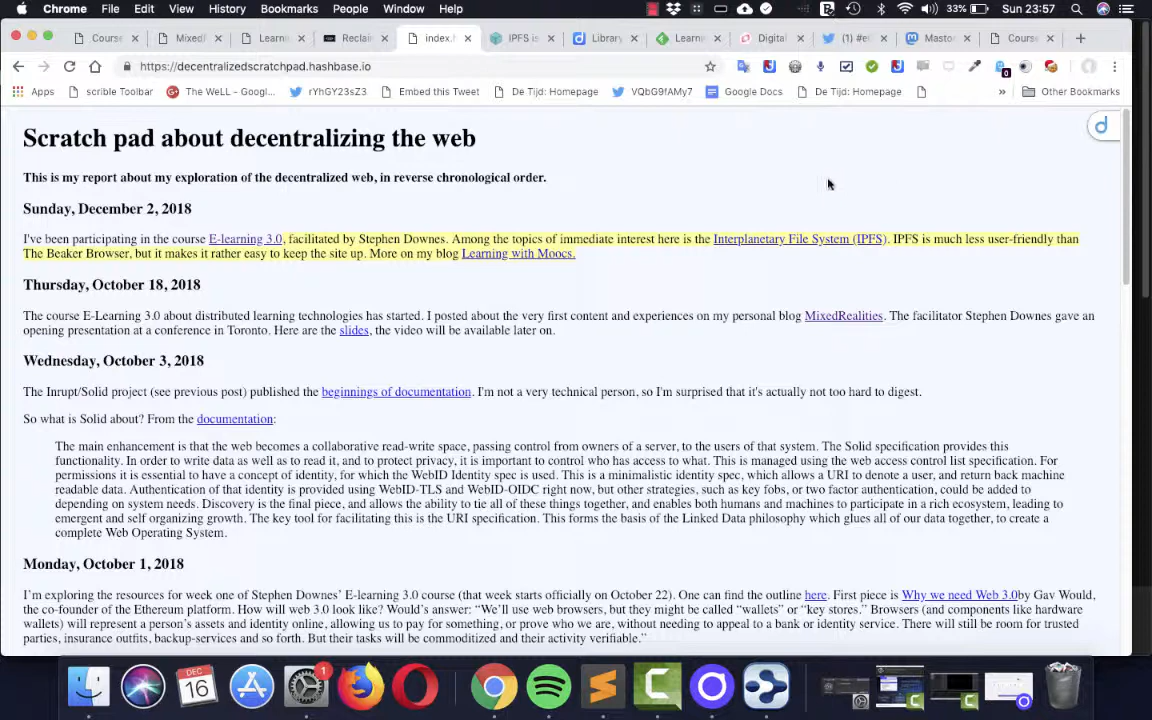 Chrome File Edit View History Bookmarks People Window Help 33% Sun 23:57
Course Mixed Learni Reclai index.h IPFS is Library Learni Digital (1) #e Masto Course
https://decentralizedscratchpad.hashbase.io
Apps scrible Toolbar The WeLL - Googl... rYhGY23sZ3 Embed this Tweet De Tijd: Homepage VQbG9fAMy7 Google Docs De Tijd: Homepage » Other Bookmarks
Scratch pad about decentralizing the web
This is my report about my exploration of the decentralized web, in reverse chronological order.
Sunday, December 2, 2018
I've been participating in the course E-learning 3.0, facilitated by Stephen Downes. Among the topics of immediate interest here is the Interplanetary File System (IPFS). IPFS is much less user-friendly than
The Beaker Browser, but it makes it rather easy to keep the site up. More on my blog Learning with Moocs.
Thursday, October 18, 2018
The course E-Learning 3.0 about distributed learning technologies has started. I posted about the very first content and experiences on my personal blog MixedRealities. The facilitator Stephen Downes gave an
opening presentation at a conference in Toronto. Here are the slides, the video will be available later on.
Wednesday, October 3, 2018
The Inrupt/Solid project (see previous post) published the beginnings of documentation. I'm not a very technical person, so I'm surprised that it's actually not too hard to digest.
So what is Solid about? From the documentation:
The main enhancement is that the web becomes a collaborative read-write space, passing control from owners of a server, to the users of that system. The Solid specification provides this
functionality. In order to write data as well as to read it, and to protect privacy, it is important to control who has access to what. This is managed using the web access control list specification. For
permissions it is essential to have a concept of identity, for which the WebID Identity spec is used. This is a minimalistic identity spec, which allows a URI to denote a user, and return back machine
readable data. Authentication of that identity is provided using WebID-TLS and WebID-OIDC right now, but other strategies, such as key fobs, or two factor authentication, could be added to
depending on system needs. Discovery is the final piece, and allows the ability to tie all of these things together, and enables both humans and machines to participate in a rich ecosystem, leading to
emergent and self organizing growth. The key tool for facilitating this is the URI specification. This forms the basis of the Linked Data philosophy which glues all of our data together, to create a
complete Web Operating System.
Monday, October 1, 2018
I'm exploring the resources for week one of Stephen Downes' E-learning 3.0 course (that week starts officially on October 22). One can find the outline here. First piece is Why we need Web 3.0by Gav Would,
the co-founder of the Ethereum platform. How will web 3.0 look like? Would's answer: “We'll use web browsers, but they might be called “wallets” or “key stores.” Browsers (and components like hardware
wallets) will represent a person's assets and identity online, allowing us to pay for something, or prove who we are, without needing to appeal to a bank or identity service. There will still be room for trusted
parties, insurance outfits, backup-services and so forth. But their tasks will be commoditized and their activity verifiable.”
DEC
16
1